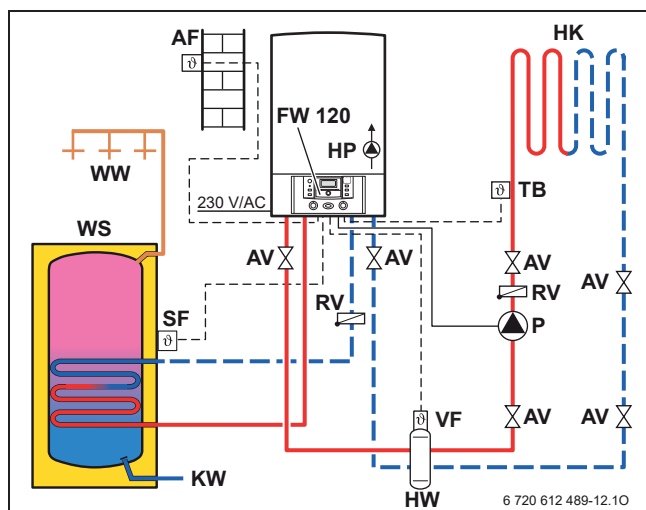 AF
ϑ
HK
FW 120
HP
WW
ϑ
TB
230 V/AC
WS
AV
AV
AV
AV
RV
RV
SF
ϑ
P
VF
ϑ
AV
AV
KW
HW
6 720 612 489-12.1O